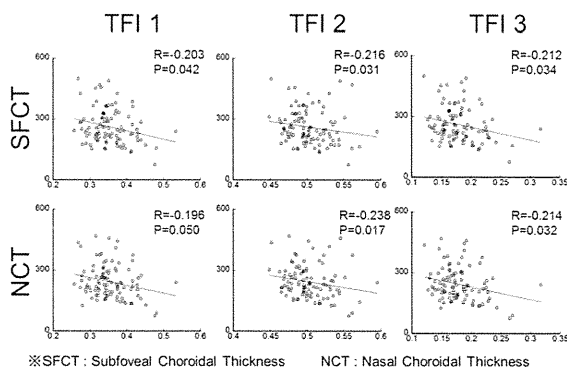 TFI 1 TFI 2 TFI 3
SFCT
600 300 0
R=-0.203
P=0.042
0.2 0.3 0.4 0.5 0.6
600 300 0
R=-0.216
P=0.031
0.4 0.45 0.5 0.55 0.6
600 300 0
R=-0.212
P=0.034
0.1 0.15 0.2 0.25 0.3 0.35
NCT
600 300 0
R=-0.196
P=0.050
0.2 0.3 0.4 0.5 0.6
600 300 0
R=-0.238
P=0.017
0.4 0.45 0.5 0.55 0.6
600 300 0
R=-0.214
P=0.032
0.1 0.15 0.2 0.25 0.3 0.35
※SFCT : Subfoveal Choroidal Thickness NCT : Nasal Choroidal Thickness